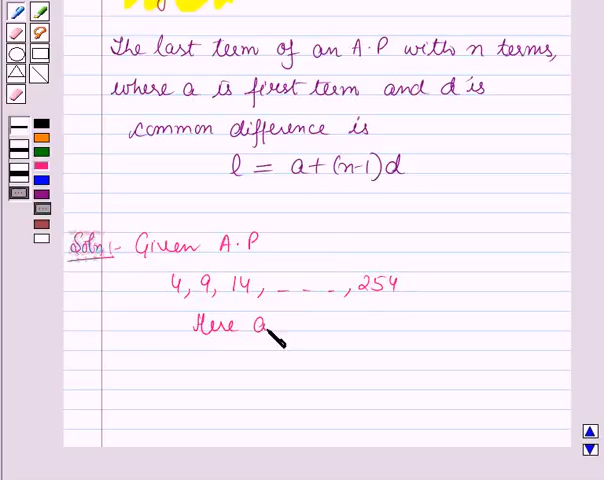 The last term of an A.P with n terms,
where a is first term and d is
common difference is
l = a+(n-1)d
Soln:- Given A.P
4, 9, 14, _ _ _ ., 254
Here a